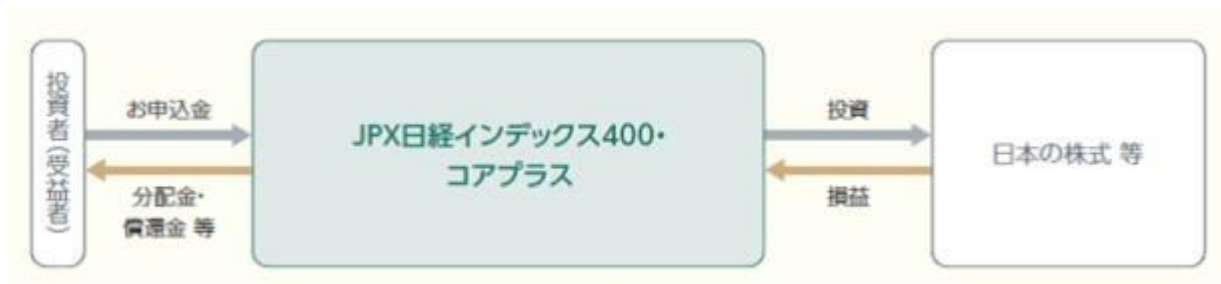 投資者(受益者)
お申込金
分配金・
償還金 等
JPX日経インデックス400・
コアプラス
投資
損益
日本の株式 等